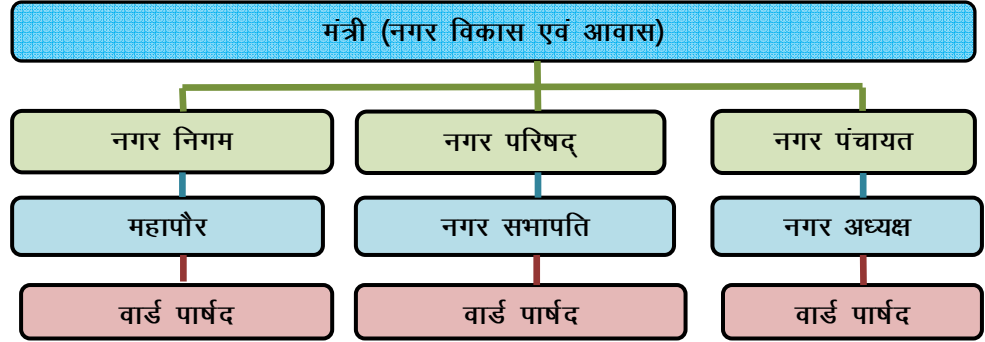 मंत्री (नगर विकास एवं आवास)
नगर निगम
नगर परिषद्
नगर पंचायत
महापौर
नगर सभापति
नगर अध्यक्ष
वार्ड पार्षद
वार्ड पार्षद
वार्ड पार्षद